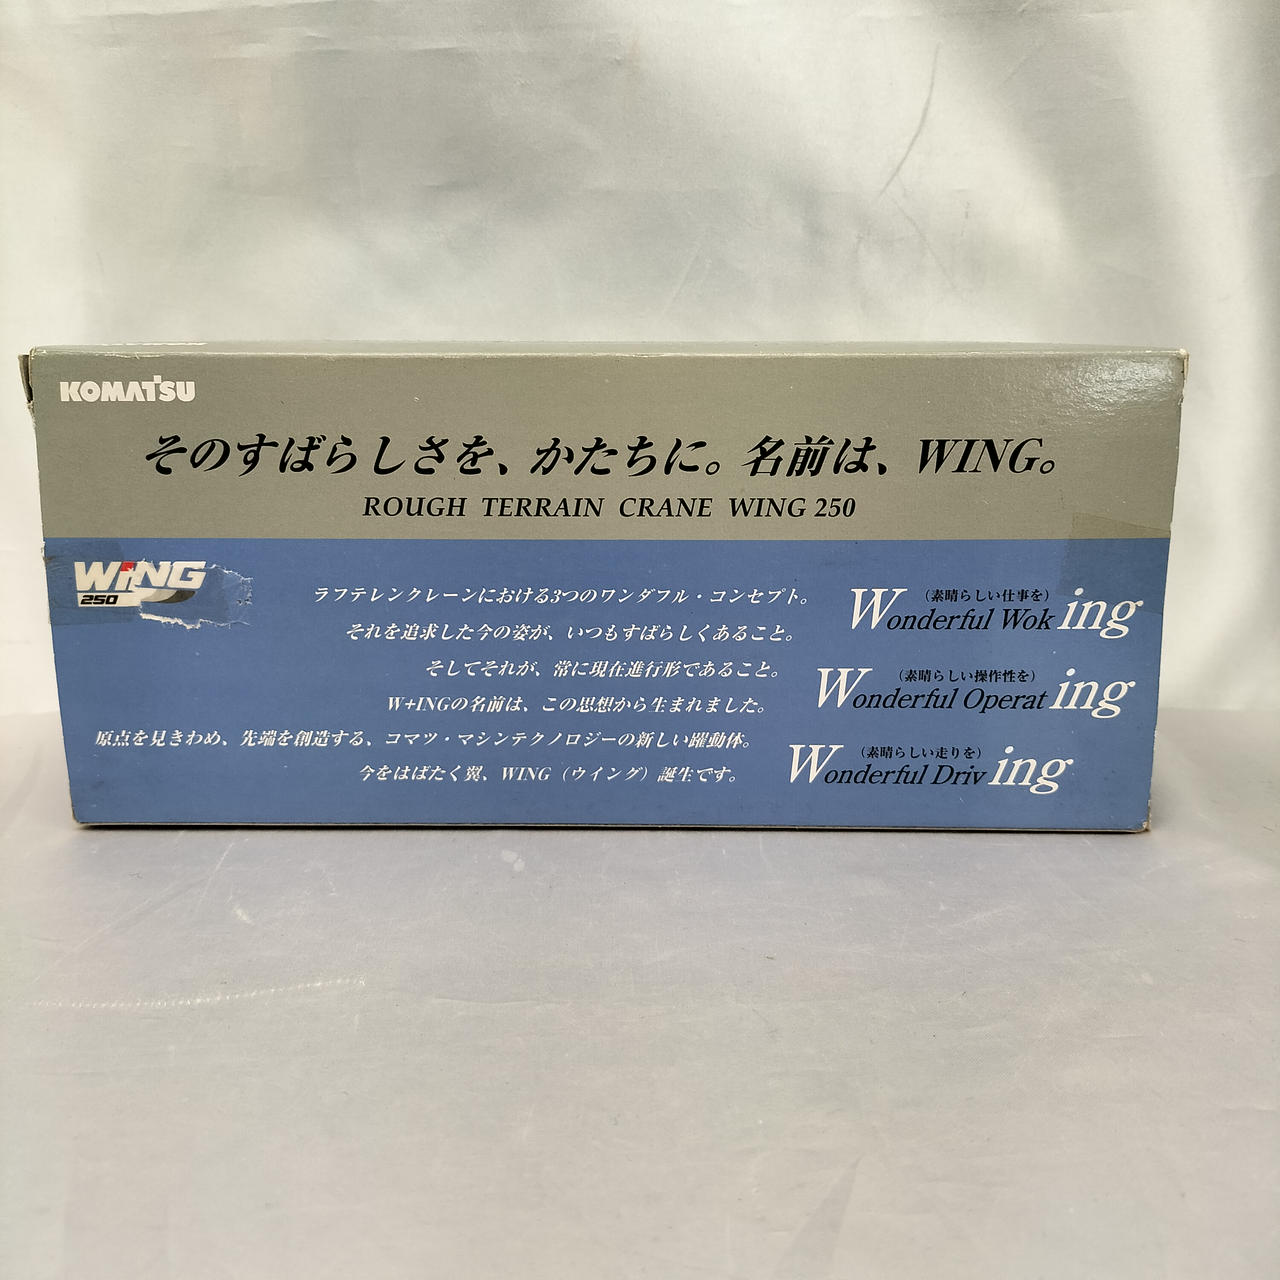 KOMATSU
そのすばらしさを、かたちに。名前は、WING。
ROUGH TERRAIN CRANE WING 250
WiNG
250
ラフテレンクレーンにおける3つのワンダフル・コンセプト。
それを追求した今の姿が、いつもすばらしくあること。
そしてそれが、常に現在進行形であること。
W+INGの名前は、この思想から生まれました。
原点を見きわめ、先端を創造する、コマツ・マシンテクノロジーの新しい躍動体。
今をはばたく翼、WING（ウイング）誕生です。
（素晴らしい仕事を）
Wonderful Woking
（素晴らしい操作性を）
Wonderful Operating
（素晴らしい走りを）
Wonderful Driving